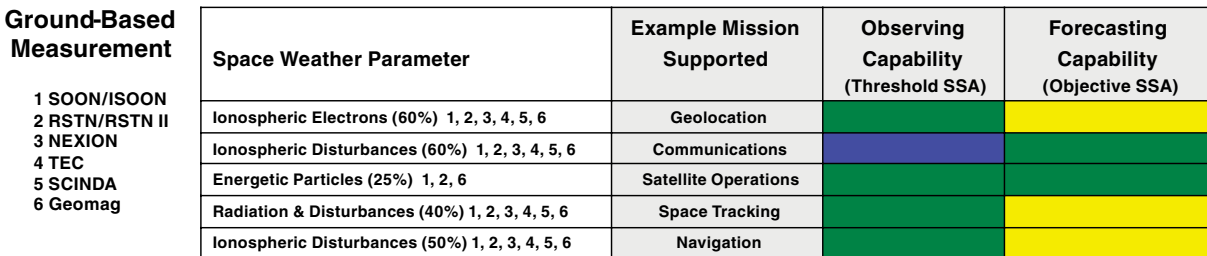 Ground-Based
Measurement
1 SOON/ISOON
2 RSTN/RSTN II
3 NEXION
4 TEC
5 SCINDA
6 Geomag
Space Weather Parameter
Example Mission
Supported
Observing
Capability
(Threshold SSA)
Forecasting
Capability
(Objective SSA)
Ionospheric Electrons (60%) 1, 2, 3, 4, 5, 6
Geolocation
Ionospheric Disturbances (60%) 1, 2, 3, 4, 5, 6
Communications
Energetic Particles (25%) 1, 2, 6
Satellite Operations
Radiation & Disturbances (40%) 1, 2, 3, 4, 5, 6
Space Tracking
Ionospheric Disturbances (50%) 1, 2, 3, 4, 5, 6
Navigation